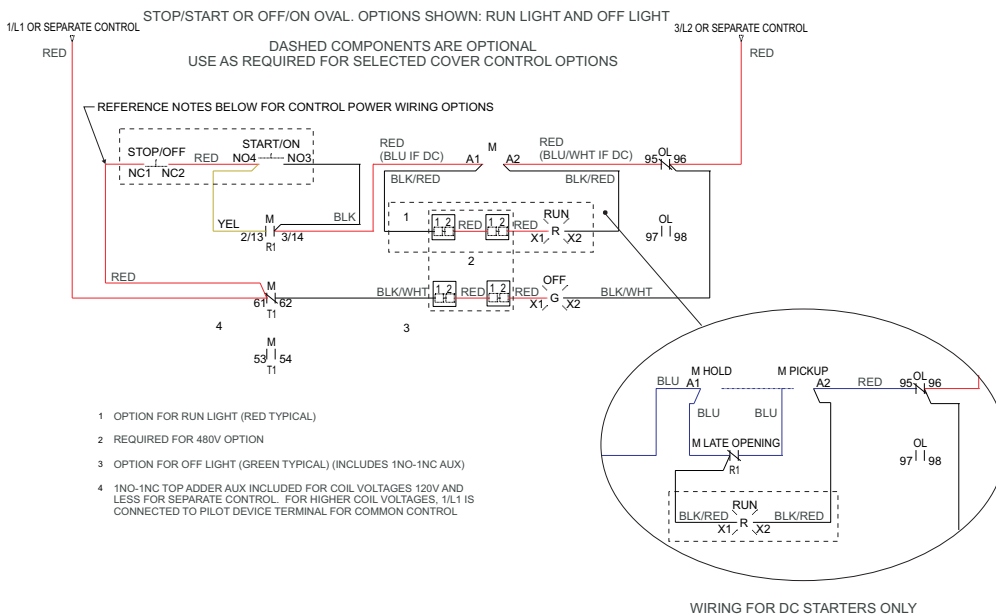 STOP/START OR OFF/ON OVAL. OPTIONS SHOWN: RUN LIGHT AND OFF LIGHT
1/L1 OR SEPARATE CONTROL
3/L2 OR SEPARATE CONTROL
RED
DASHED COMPONENTS ARE OPTIONAL
USE AS REQUIRED FOR SELECTED COVER CONTROL OPTIONS
RED
REFERENCE NOTES BELOW FOR CONTROL POWER WIRING OPTIONS
STOP/OFF
RED
START/ON
NO4
NO3
NC1
NC2
RED
(BLU IF DC)
M
A1
A2
RED
(BLU/WHT IF DC)
OL
95
96
BLK/RED
BLK/RED
YEL
M
2/13
3/14
R1
BLK
1
1 2
RED
1 2
RED
RUN
X1
R
X2
OL
97
98
2
RED
M
61
62
T1
BLK/WHT
1 2
RED
1 2
RED
OFF
X1
G
X2
BLK/WHT
4
3
M
53
54
T1
BLU
M HOLD
A1
M PICKUP
A2
RED
OL
95
96
BLU
BLU
M LATE OPENING
R1
OL
97
98
RUN
BLK/RED
R
BLK/RED
X1
X2
1 OPTION FOR RUN LIGHT (RED TYPICAL)
2 REQUIRED FOR 480V OPTION
3 OPTION FOR OFF LIGHT (GREEN TYPICAL) (INCLUDES 1NO-1NC AUX)
4 1NO-1NC TOP ADDER AUX INCLUDED FOR COIL VOLTAGES 120V AND
LESS FOR SEPARATE CONTROL. FOR HIGHER COIL VOLTAGES, 1/L1 IS
CONNECTED TO PILOT DEVICE TERMINAL FOR COMMON CONTROL
WIRING FOR DC STARTERS ONLY